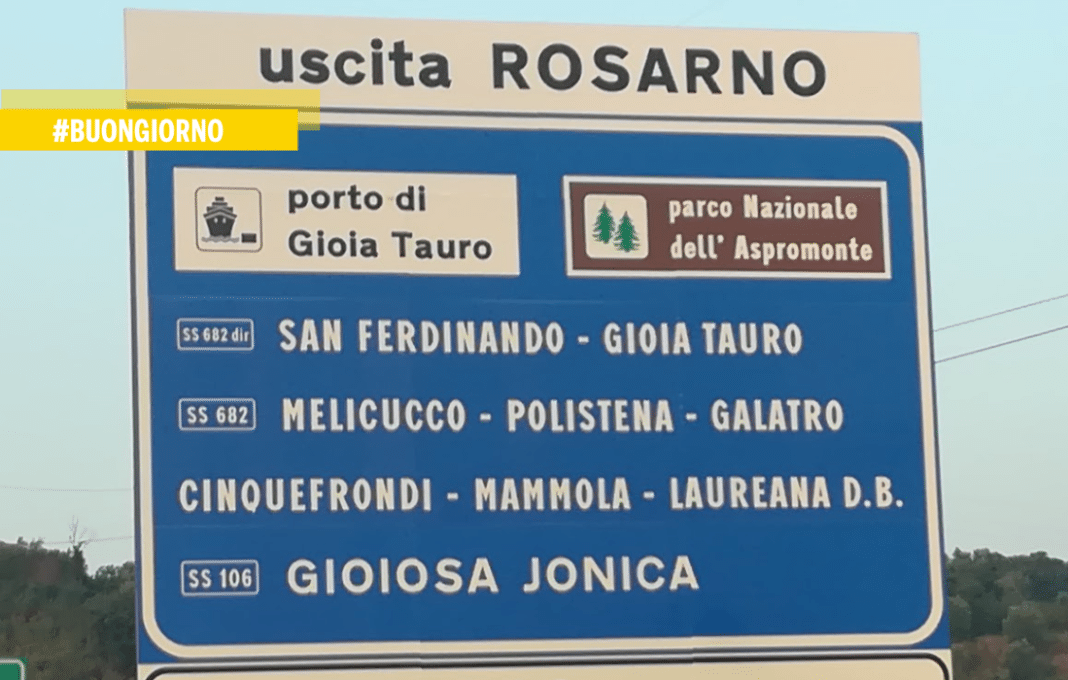 uscita ROSARNO
#BUONGIORNO
porto di
Gioia Tauro
parco Nazionale
dell' Aspromonte
SS 682 dir SAN FERDINANDO - GIOIA TAURO
SS 682 MELICUCCO - POLISTENA - GALATRO
CINQUEFRONDI - MAMMOLA - LAUREANA D.B.
SS 106 GIOIOSA JONICA